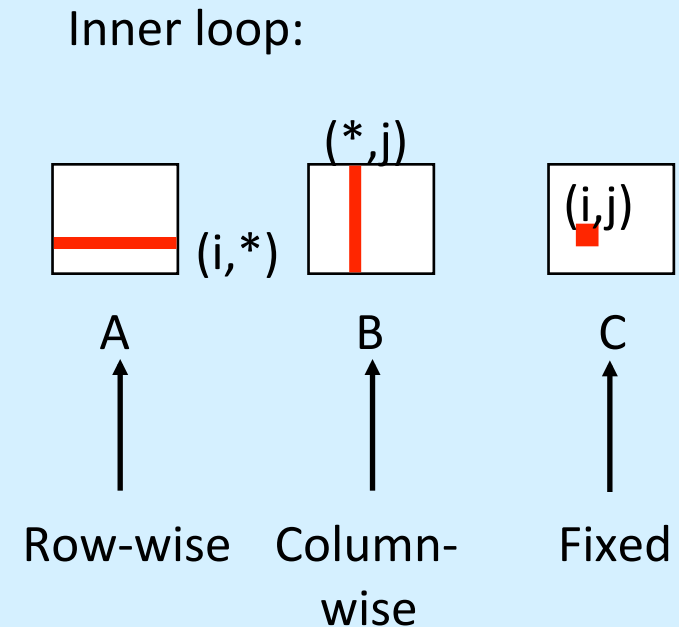 Inner loop:
(*,j)
(i,j)
(i,*)
A B C
Row-wise Column- Fixed
wise